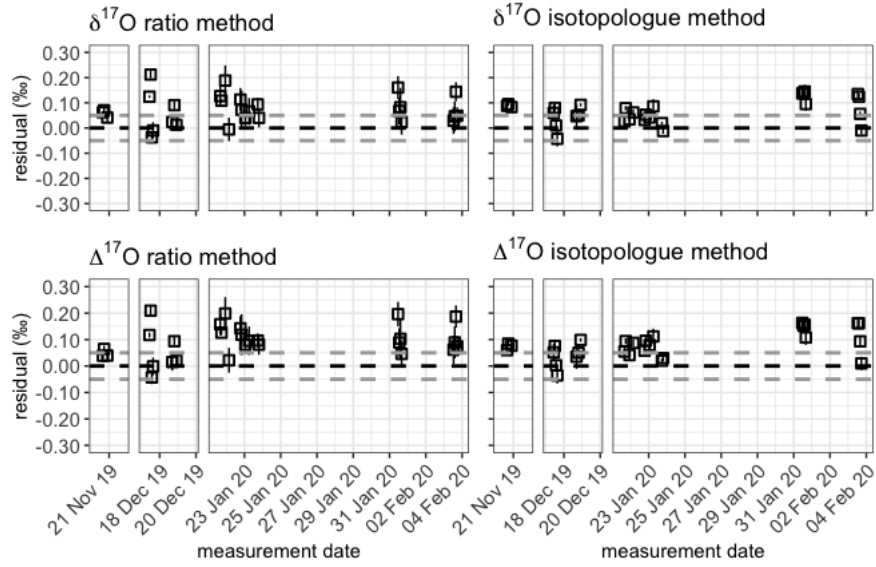 δ¹⁷O ratio method
δ¹⁷O isotopologue method
residual (‰)
0.30
0.20
0.10
0.00
-0.10
-0.20
-0.30
Δ¹⁷O ratio method
Δ¹⁷O isotopologue method
residual (‰)
0.30
0.20
0.10
0.00
-0.10
-0.20
-0.30
21 Nov 19
18 Dec 19
20 Dec 19
23 Jan 20
25 Jan 20
27 Jan 20
29 Jan 20
31 Jan 20
02 Feb 20
04 Feb 20
21 Nov 19
18 Dec 19
20 Dec 19
23 Jan 20
25 Jan 20
27 Jan 20
29 Jan 20
31 Jan 20
02 Feb 20
04 Feb 20
measurement date
measurement date